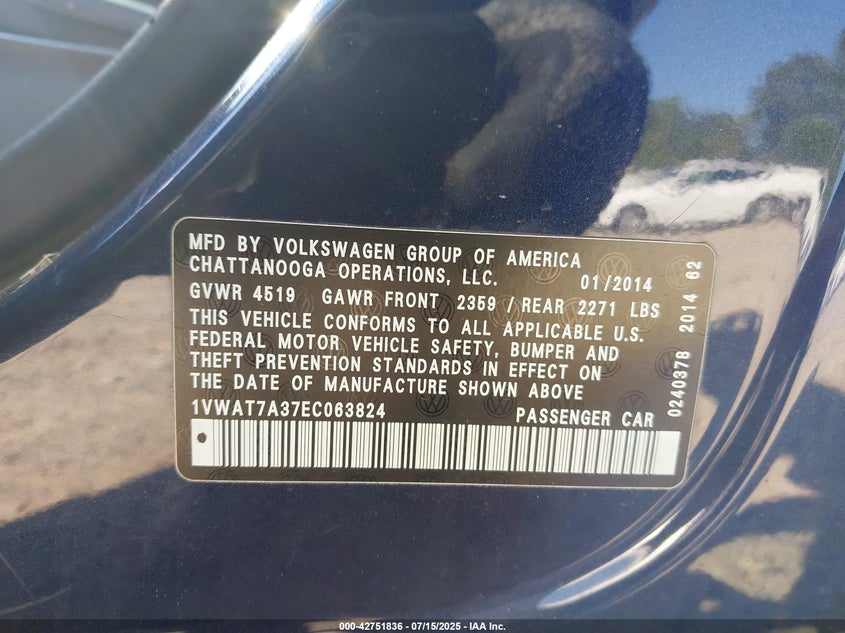 MFD BY VOLKSWAGEN GROUP OF AMERICA
CHATTANOOGA OPERATIONS, LLC. 01/2014
GVWR 4519 GAWR FRONT 2359 / REAR 2271 LBS
THIS VEHICLE CONFORMS TO ALL APPLICABLE U.S.
FEDERAL MOTOR VEHICLE SAFETY, BUMPER AND
THEFT PREVENTION STANDARDS IN EFFECT ON
THE DATE OF MANUFACTURE SHOWN ABOVE
1VWAT7A37EC063824 PASSENGER CAR
0240378 2014 62
000-42751836 - 07/15/2025 - IAA Inc.